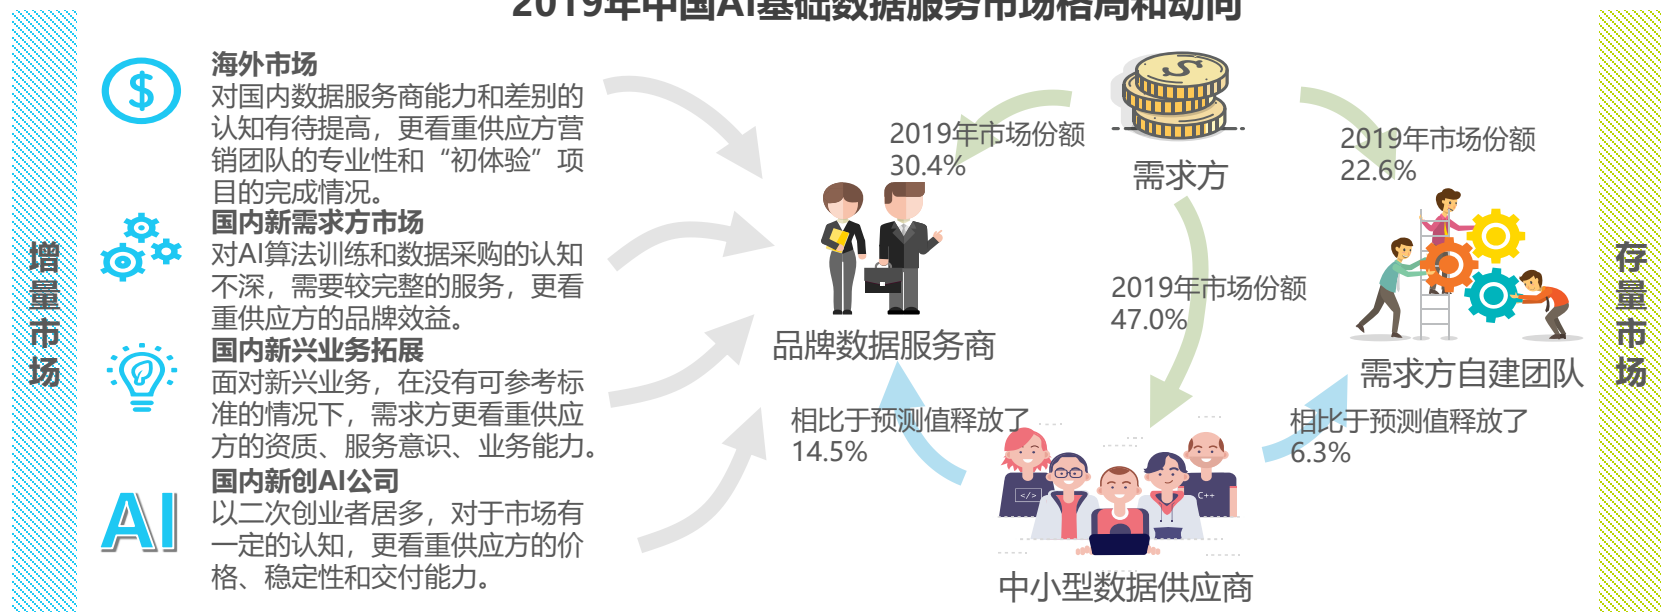 2019年中国AI基础数据服务市场格局和动向
增量市场
海外市场
对国内数据服务商能力和差别的
认知有待提高，更看重供应方营
销团队的专业性和“初体验”项
目的完成情况。
国内新需求方市场
对AI算法训练和数据采购的认知
不深，需要较完整的服务，更看
重供应方的品牌效益。
国内新兴业务拓展
面对新兴业务，在没有可参考标
准的情况下，需求方更看重供应
方的资质、服务意识、业务能力。
AI
国内新创AI公司
以二次创业者居多，对于市场有
一定的认知，更看重供应方的价
格、稳定性和交付能力。
2019年市场份额
30.4%
需求方
2019年市场份额
22.6%
2019年市场份额
47.0%
品牌数据服务商
需求方自建团队
相比于预测值释放了
14.5%
相比于预测值释放了
6.3%
</>
C++
中小型数据供应商
存量市场